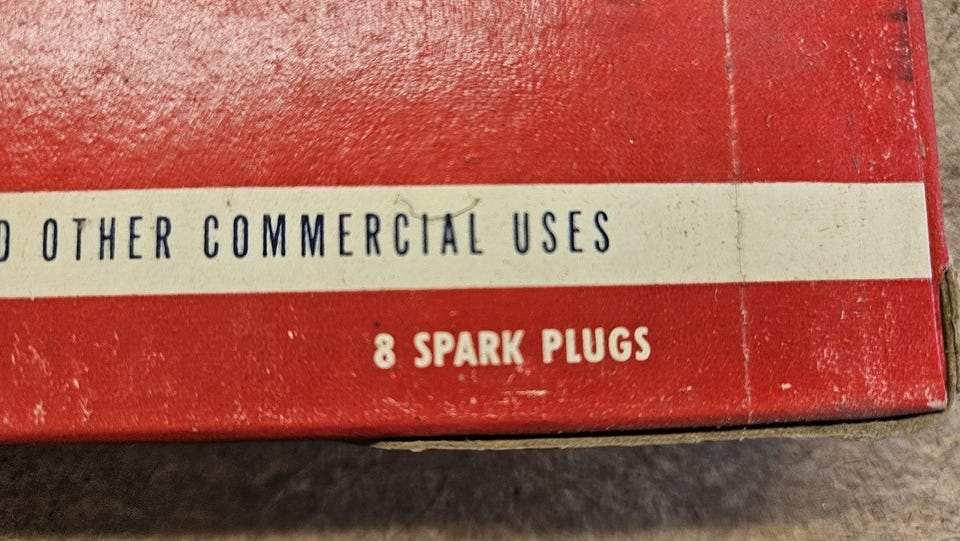 OTHER COMMERCIAL USES
8 SPARK PLUGS